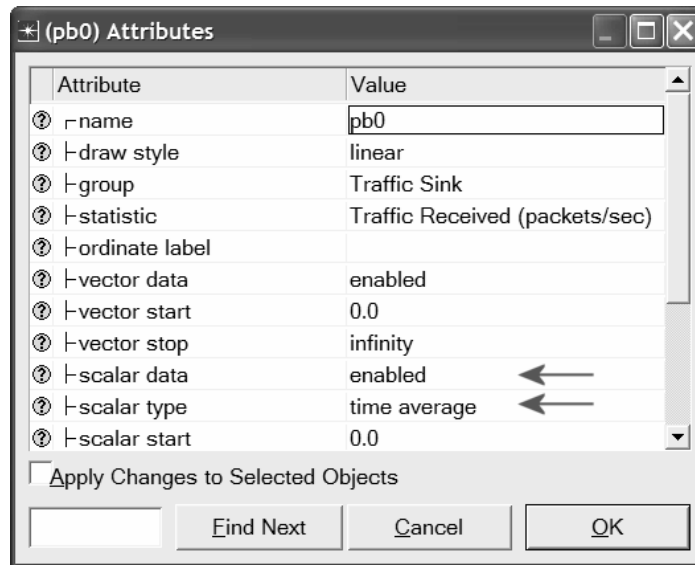 (pb0) Attributes
Attribute Value
name pb0
draw style linear
group Traffic Sink
statistic Traffic Received (packets/sec)
ordinate label
vector data enabled
vector start 0.0
vector stop infinity
scalar data enabled
scalar type time average
scalar start 0.0
Apply Changes to Selected Objects
Find Next Cancel OK